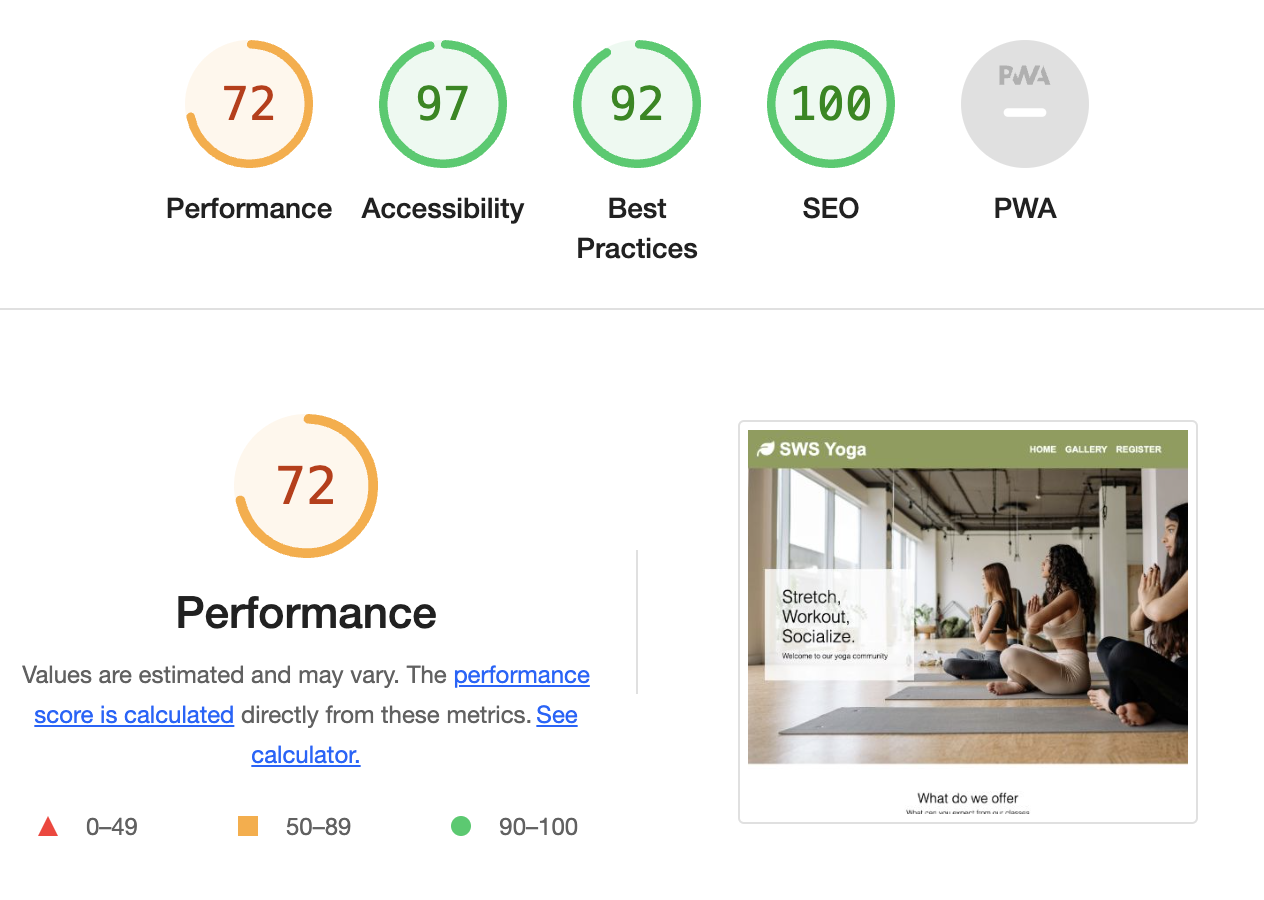 72
97
92
100
PWA
Performance
Accessibility
Best
Practices
SEO
PWA
72
Performance
Values are estimated and may vary. The performance
score is calculated directly from these metrics. See
calculator.
0–49
50–89
90–100
SWS Yoga
HOME GALLERY REGISTER
Stretch,
Workout,
Socialize.
Welcome to our yoga community
What do we offer
What can you expect from our classes